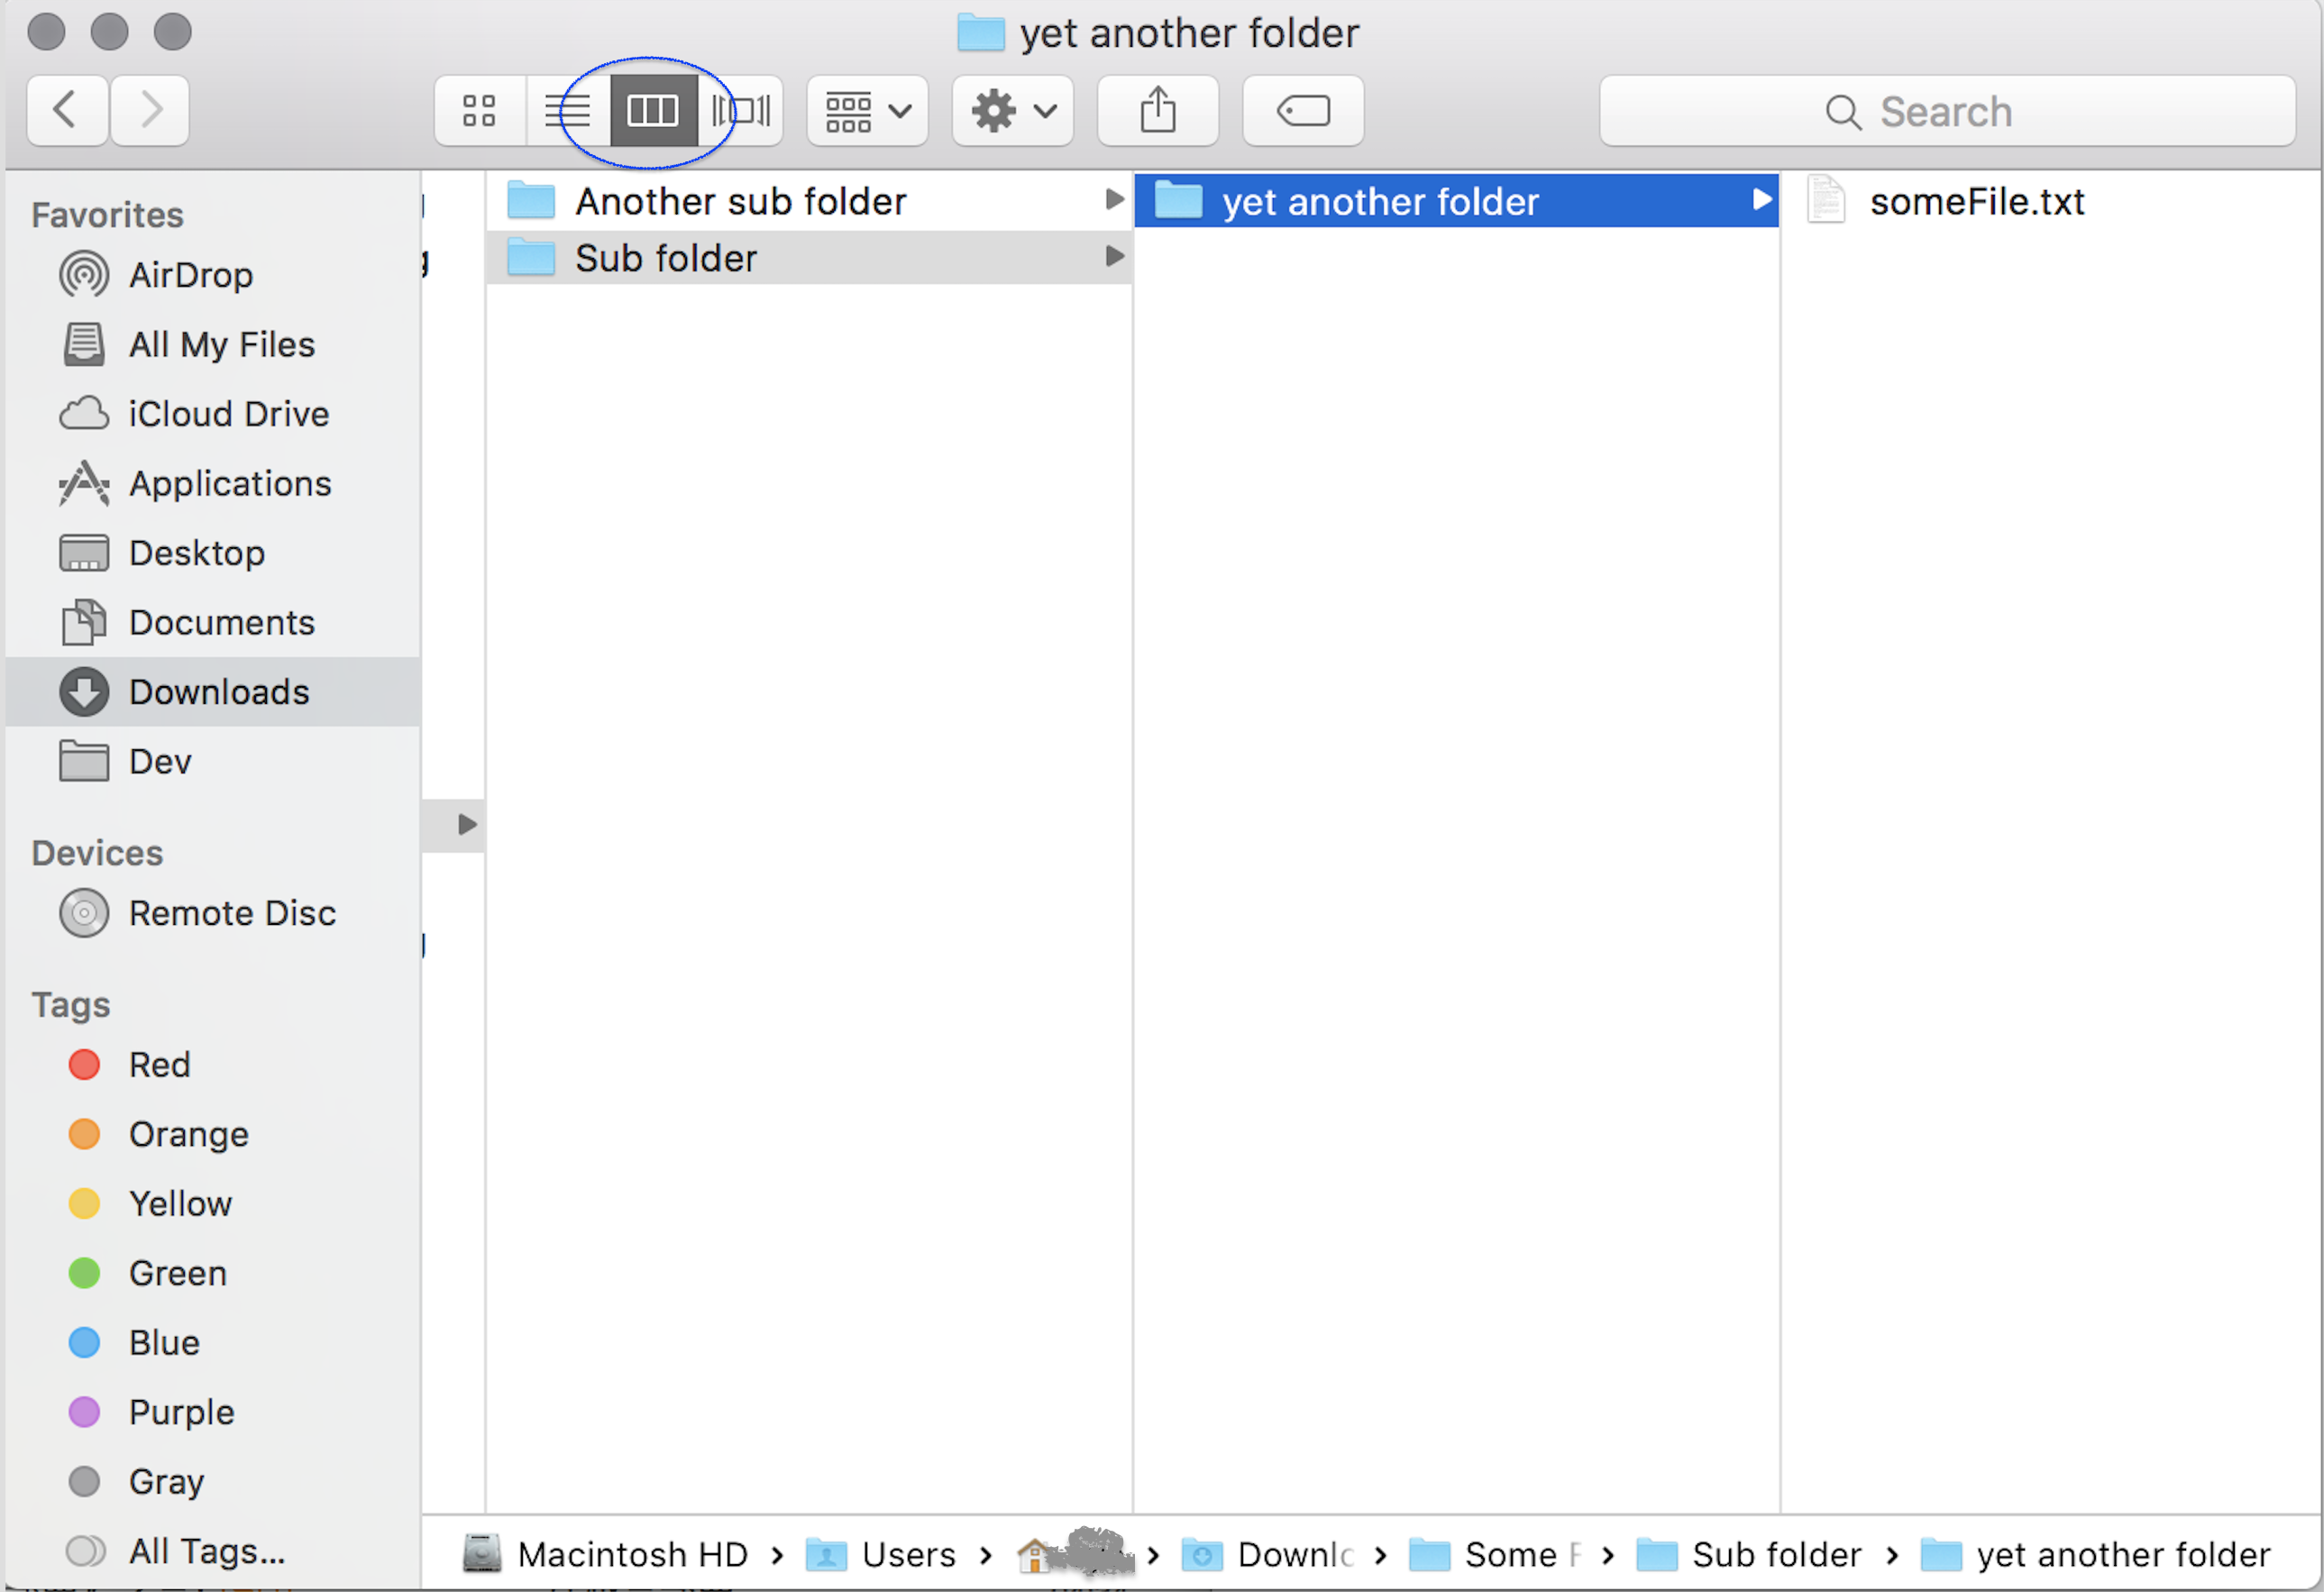 yet another folder
Search
Favorites
AirDrop
All My Files
iCloud Drive
Applications
Desktop
Documents
Downloads
Dev
Devices
Remote Disc
Tags
Red
Orange
Yellow
Green
Blue
Purple
Gray
All Tags...
Another sub folder
Sub folder
yet another folder
someFile.txt
Macintosh HD › Users › › Downlo › Some › Sub folder › yet another folder